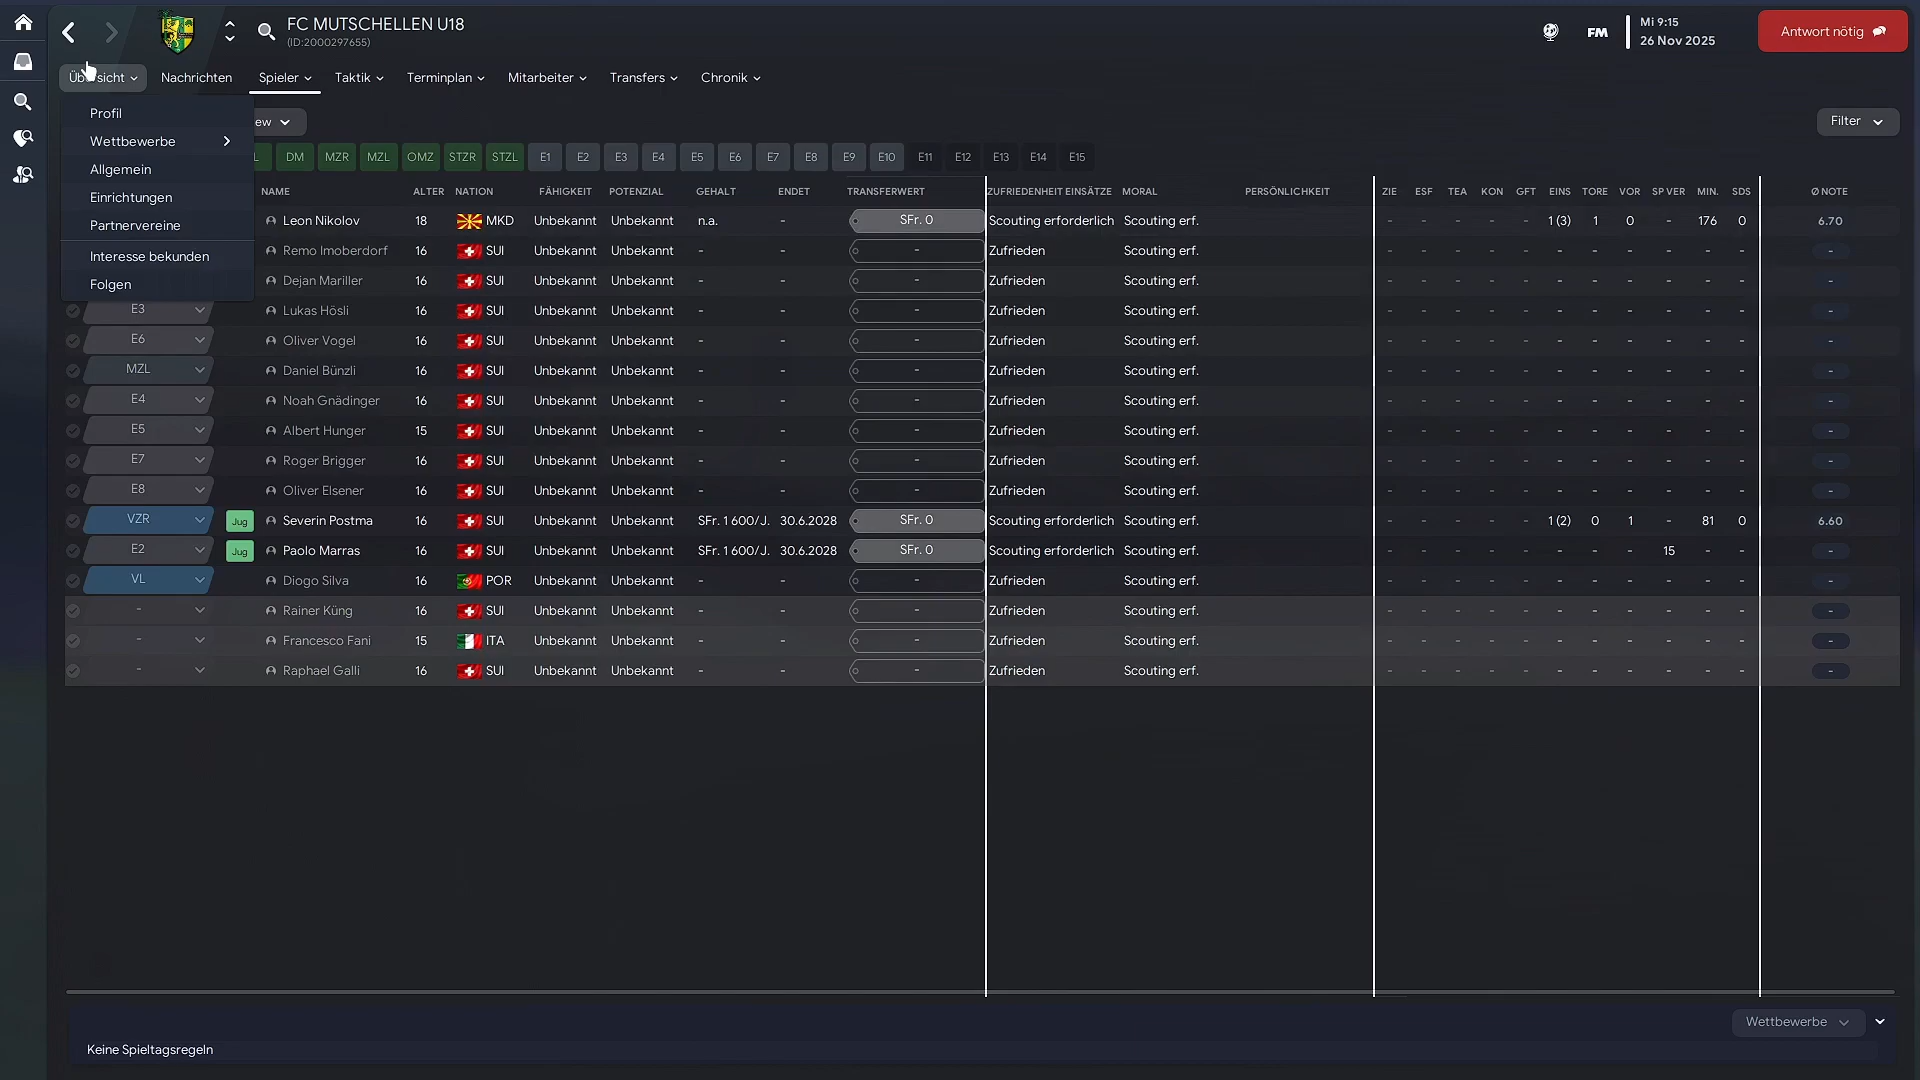 FC MUTSCHELLEN U18
(ID:2000297655)
FM
Mi 9:15
26 Nov 2025
Antwort nötig
Nachrichten
Spieler
Taktik
Terminplan
Mitarbeiter
Transfers
Chronik
Profil
Wettbewerbe
Allgemein
Einrichtungen
Partnervereine
Interesse bekunden
Folgen
Filter
DM MZR MZL OMZ STZR STZL E1 E2 E3 E4 E5 E6 E7 E8 E9 E10 E11 E12 E13 E14 E15
NAME ALTER NATION FÄHIGKEIT POTENZIAL GEHALT ENDET TRANSFERWERT ZUFRIEDENHEIT EINSÄTZE MORAL PERSÖNLICHKEIT ZIE ESF TEA KON GFT EINS TORE VOR SP VER MIN. SDS Ø NOTE
Leon Nikolov 18 MKD Unbekannt Unbekannt n.a. - SFr. 0 Scouting erforderlich Scouting erf. - - - - - 1 (3) 1 0 - 176 0 6.70
Remo Imoberdorf 16 SUI Unbekannt Unbekannt - - - Zufrieden Scouting erf. - - - - - - - - - - - -
Dejan Mariller 16 SUI Unbekannt Unbekannt - - - Zufrieden Scouting erf. - - - - - - - - - - - -
E3 Lukas Hösli 16 SUI Unbekannt Unbekannt - - - Zufrieden Scouting erf. - - - - - - - - - - - -
E6 Oliver Vogel 16 SUI Unbekannt Unbekannt - - - Zufrieden Scouting erf. - - - - - - - - - - - -
MZL Daniel Bünzli 16 SUI Unbekannt Unbekannt - - - Zufrieden Scouting erf. - - - - - - - - - - - -
E4 Noah Gnädinger 16 SUI Unbekannt Unbekannt - - - Zufrieden Scouting erf. - - - - - - - - - - - -
E5 Albert Hunger 15 SUI Unbekannt Unbekannt - - - Zufrieden Scouting erf. - - - - - - - - - - - -
E7 Roger Brigger 16 SUI Unbekannt Unbekannt - - - Zufrieden Scouting erf. - - - - - - - - - - - -
E8 Oliver Elsener 16 SUI Unbekannt Unbekannt - - - Zufrieden Scouting erf. - - - - - - - - - - - -
VZR Jug Severin Postma 16 SUI Unbekannt Unbekannt SFr. 1 600/J. 30.6.2028 SFr. 0 Scouting erforderlich Scouting erf. - - - - - 1 (2) 0 1 - 81 0 6.60
E2 Jug Paolo Marras 16 SUI Unbekannt Unbekannt SFr. 1 600/J. 30.6.2028 SFr. 0 Scouting erforderlich Scouting erf. - - - - - - - - 15 - - -
VL Diogo Silva 16 POR Unbekannt Unbekannt - - - Zufrieden Scouting erf. - - - - - - - - - - - -
- Rainer Küng 16 SUI Unbekannt Unbekannt - - - Zufrieden Scouting erf. - - - - - - - - - - - -
- Francesco Fani 15 ITA Unbekannt Unbekannt - - - Zufrieden Scouting erf. - - - - - - - - - - - -
- Raphael Galli 16 SUI Unbekannt Unbekannt - - - Zufrieden Scouting erf. - - - - - - - - - - - -
Wettbewerbe
Keine Spieltagsregeln